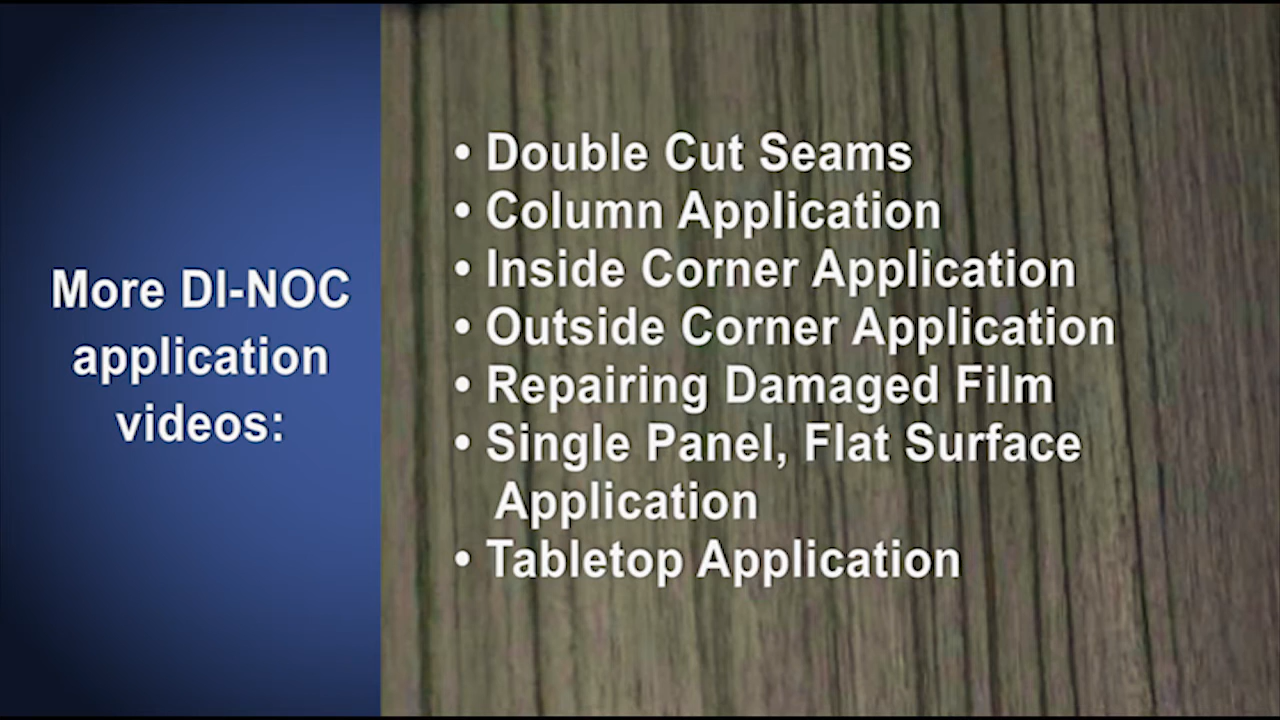 More DI-NOC
application
videos:
• Double Cut Seams
• Column Application
• Inside Corner Application
• Outside Corner Application
• Repairing Damaged Film
• Single Panel, Flat Surface
Application
• Tabletop Application